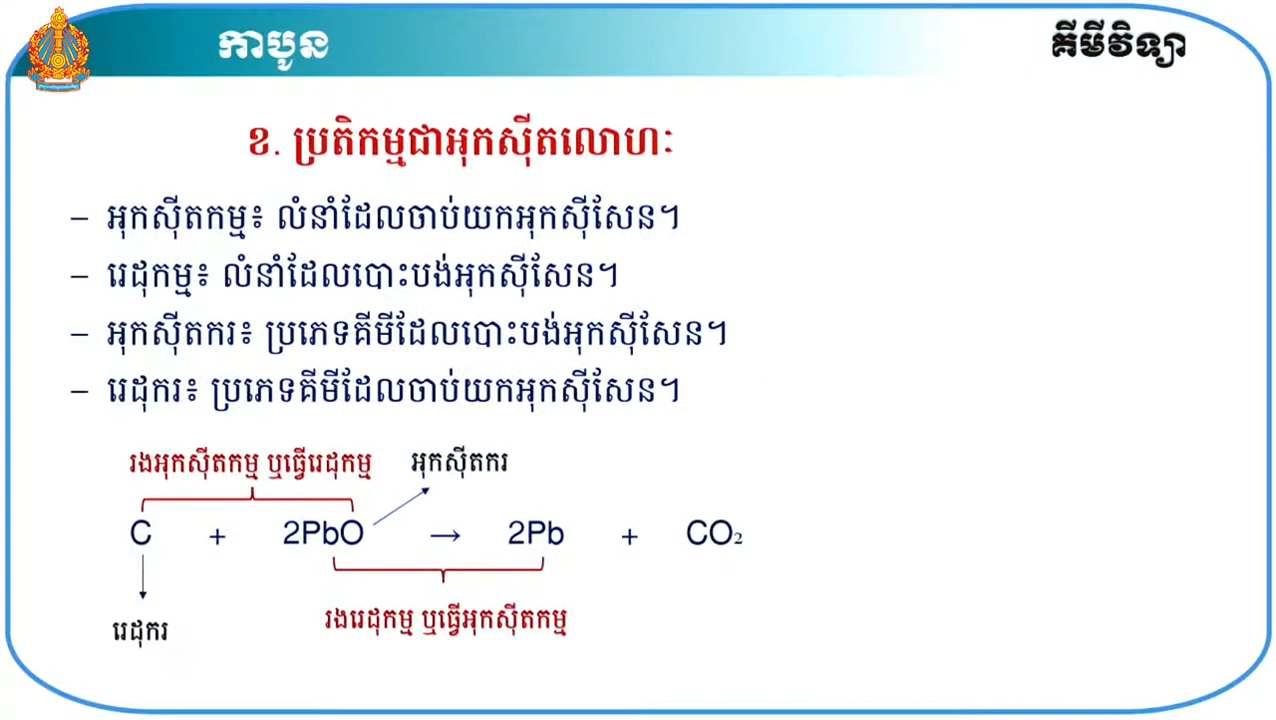 កាបូន
គីមីវិទ្យា
ខ. ប្រតិកម្មជាអុកស៊ីតលោហៈ
– អុកស៊ីតកម្ម៖ លំនាំដែលចាប់យកអុកស៊ីសែន។
– រេដុកម្ម៖ លំនាំដែលបោះបង់អុកស៊ីសែន។
– អុកស៊ីតករ៖ ប្រភេទគីមីដែលបោះបង់អុកស៊ីសែន។
– រេដុករ៖ ប្រភេទគីមីដែលចាប់យកអុកស៊ីសែន។
រងអុកស៊ីតកម្ម ឬធ្វើរេដុកម្ម
អុកស៊ីតករ
C + 2PbO → 2Pb + CO₂
រងរេដុកម្ម ឬធ្វើអុកស៊ីតកម្ម
រេដុករ